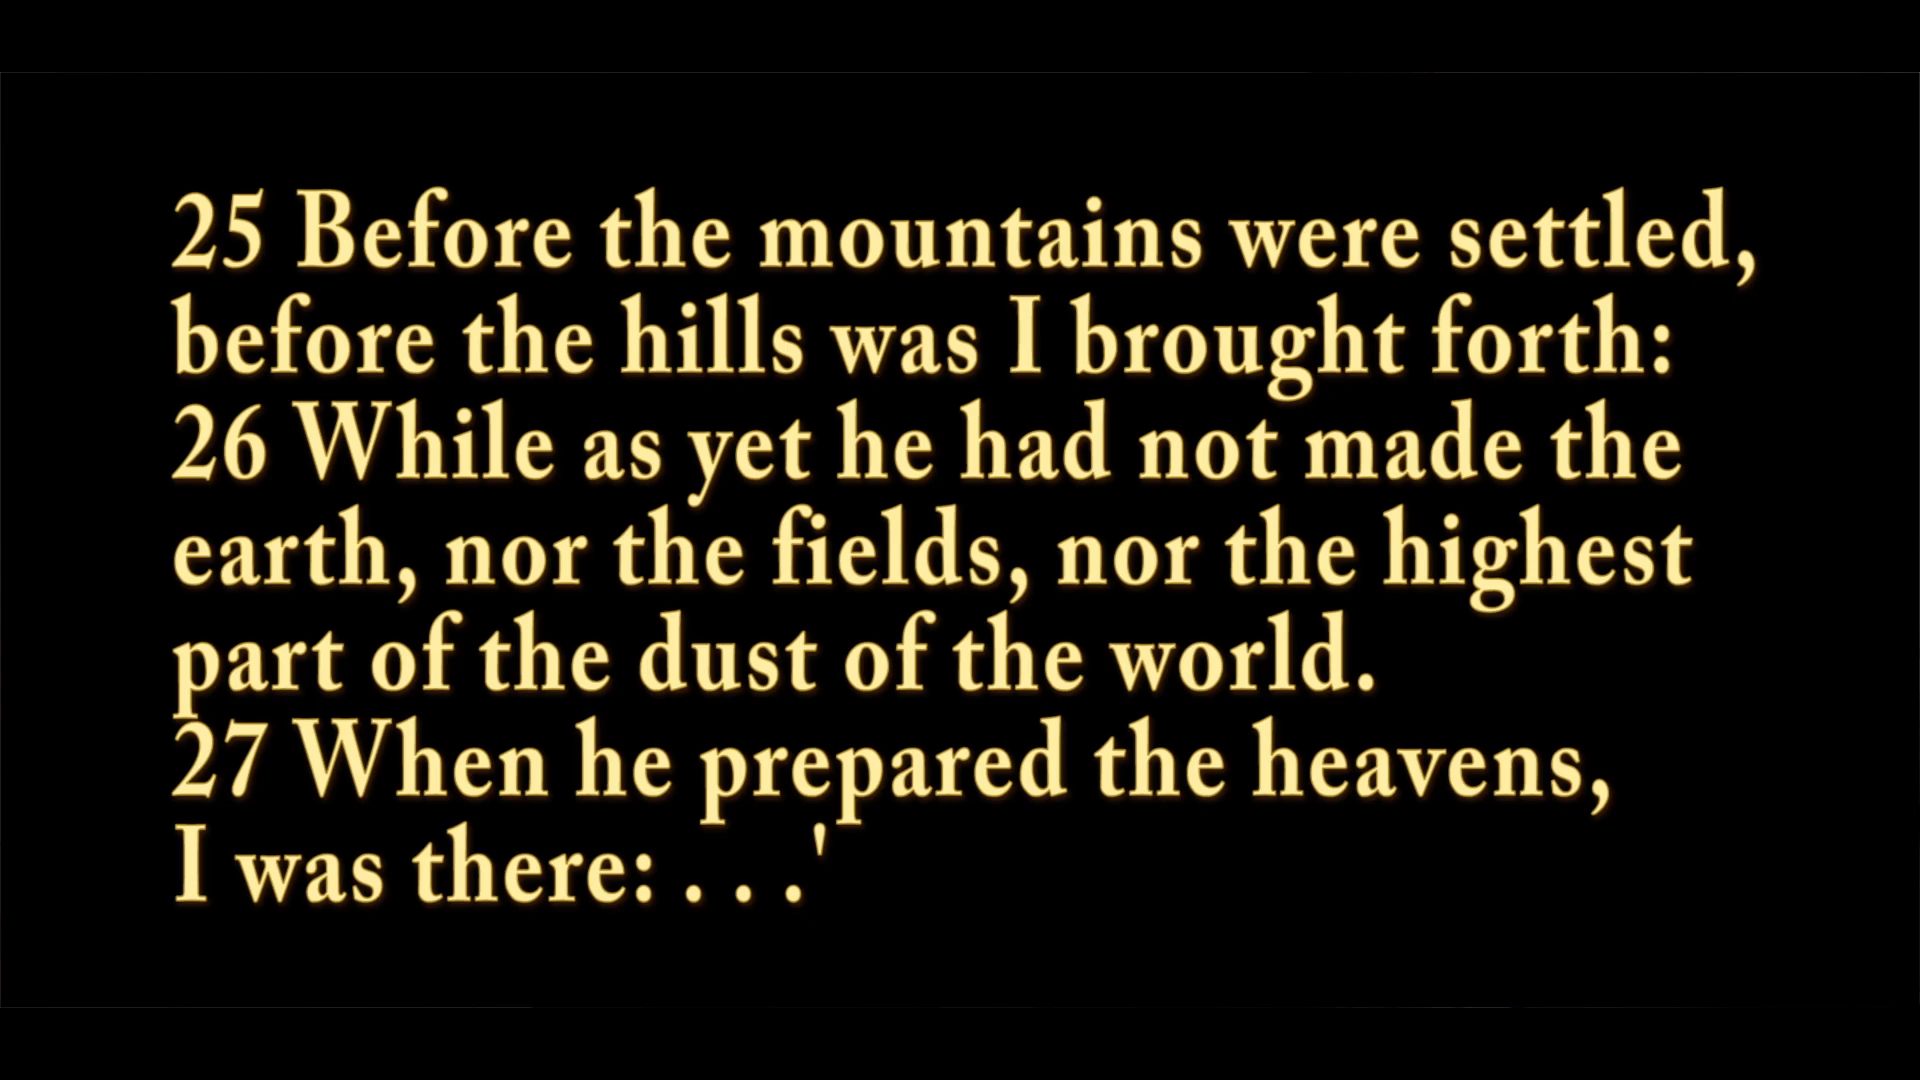 25 Before the mountains were settled,
before the hills was I brought forth:
26 While as yet he had not made the
earth, nor the fields, nor the highest
part of the dust of the world.
27 When he prepared the heavens,
I was there: . . .'